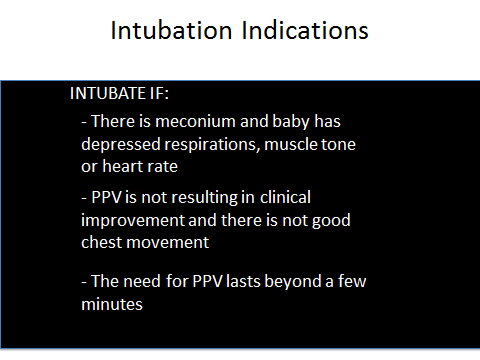 Intubation Indications
INTUBATE IF:
- There is meconium and baby has
depressed respirations, muscle tone
or heart rate
- PPV is not resulting in clinical
improvement and there is not good
chest movement
- The need for PPV lasts beyond a few
minutes